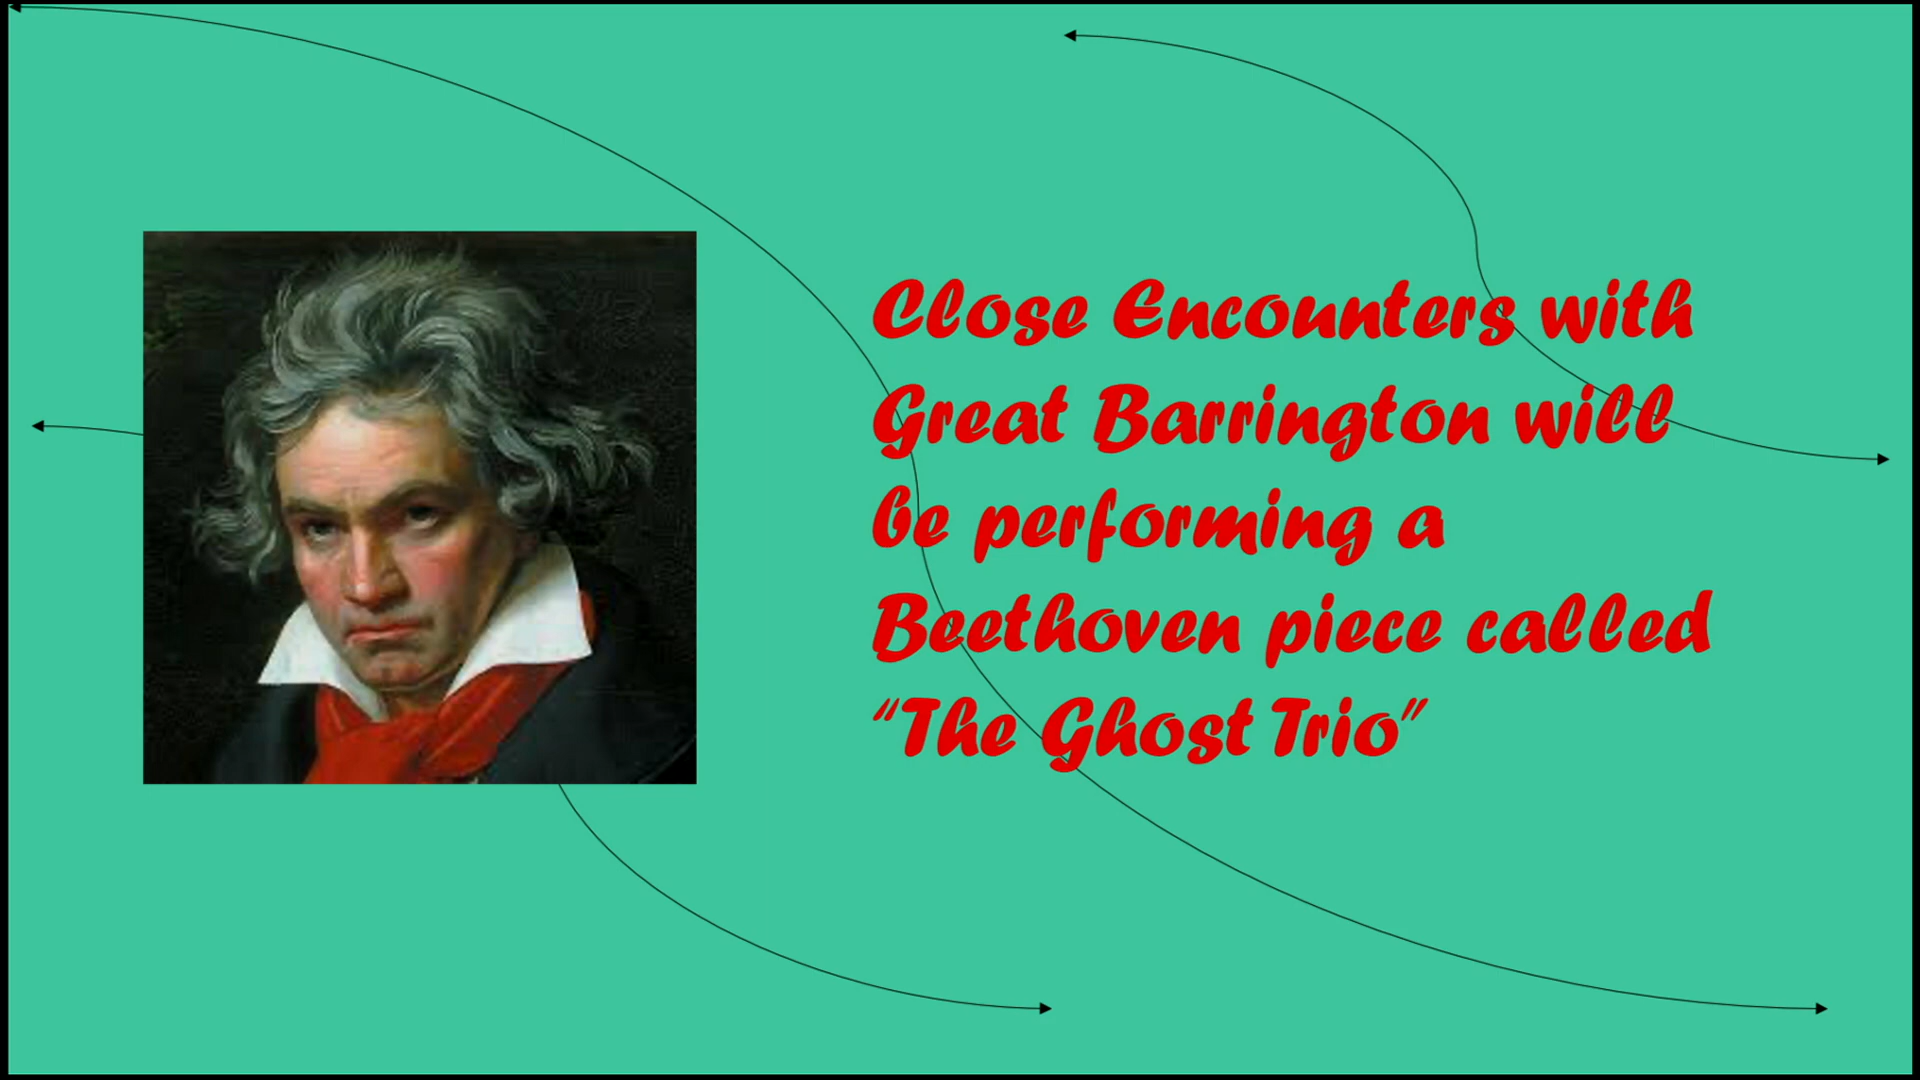 Close Encounters with
Great Barrington will
be performing a
Beethoven piece called
“The Ghost Trio”